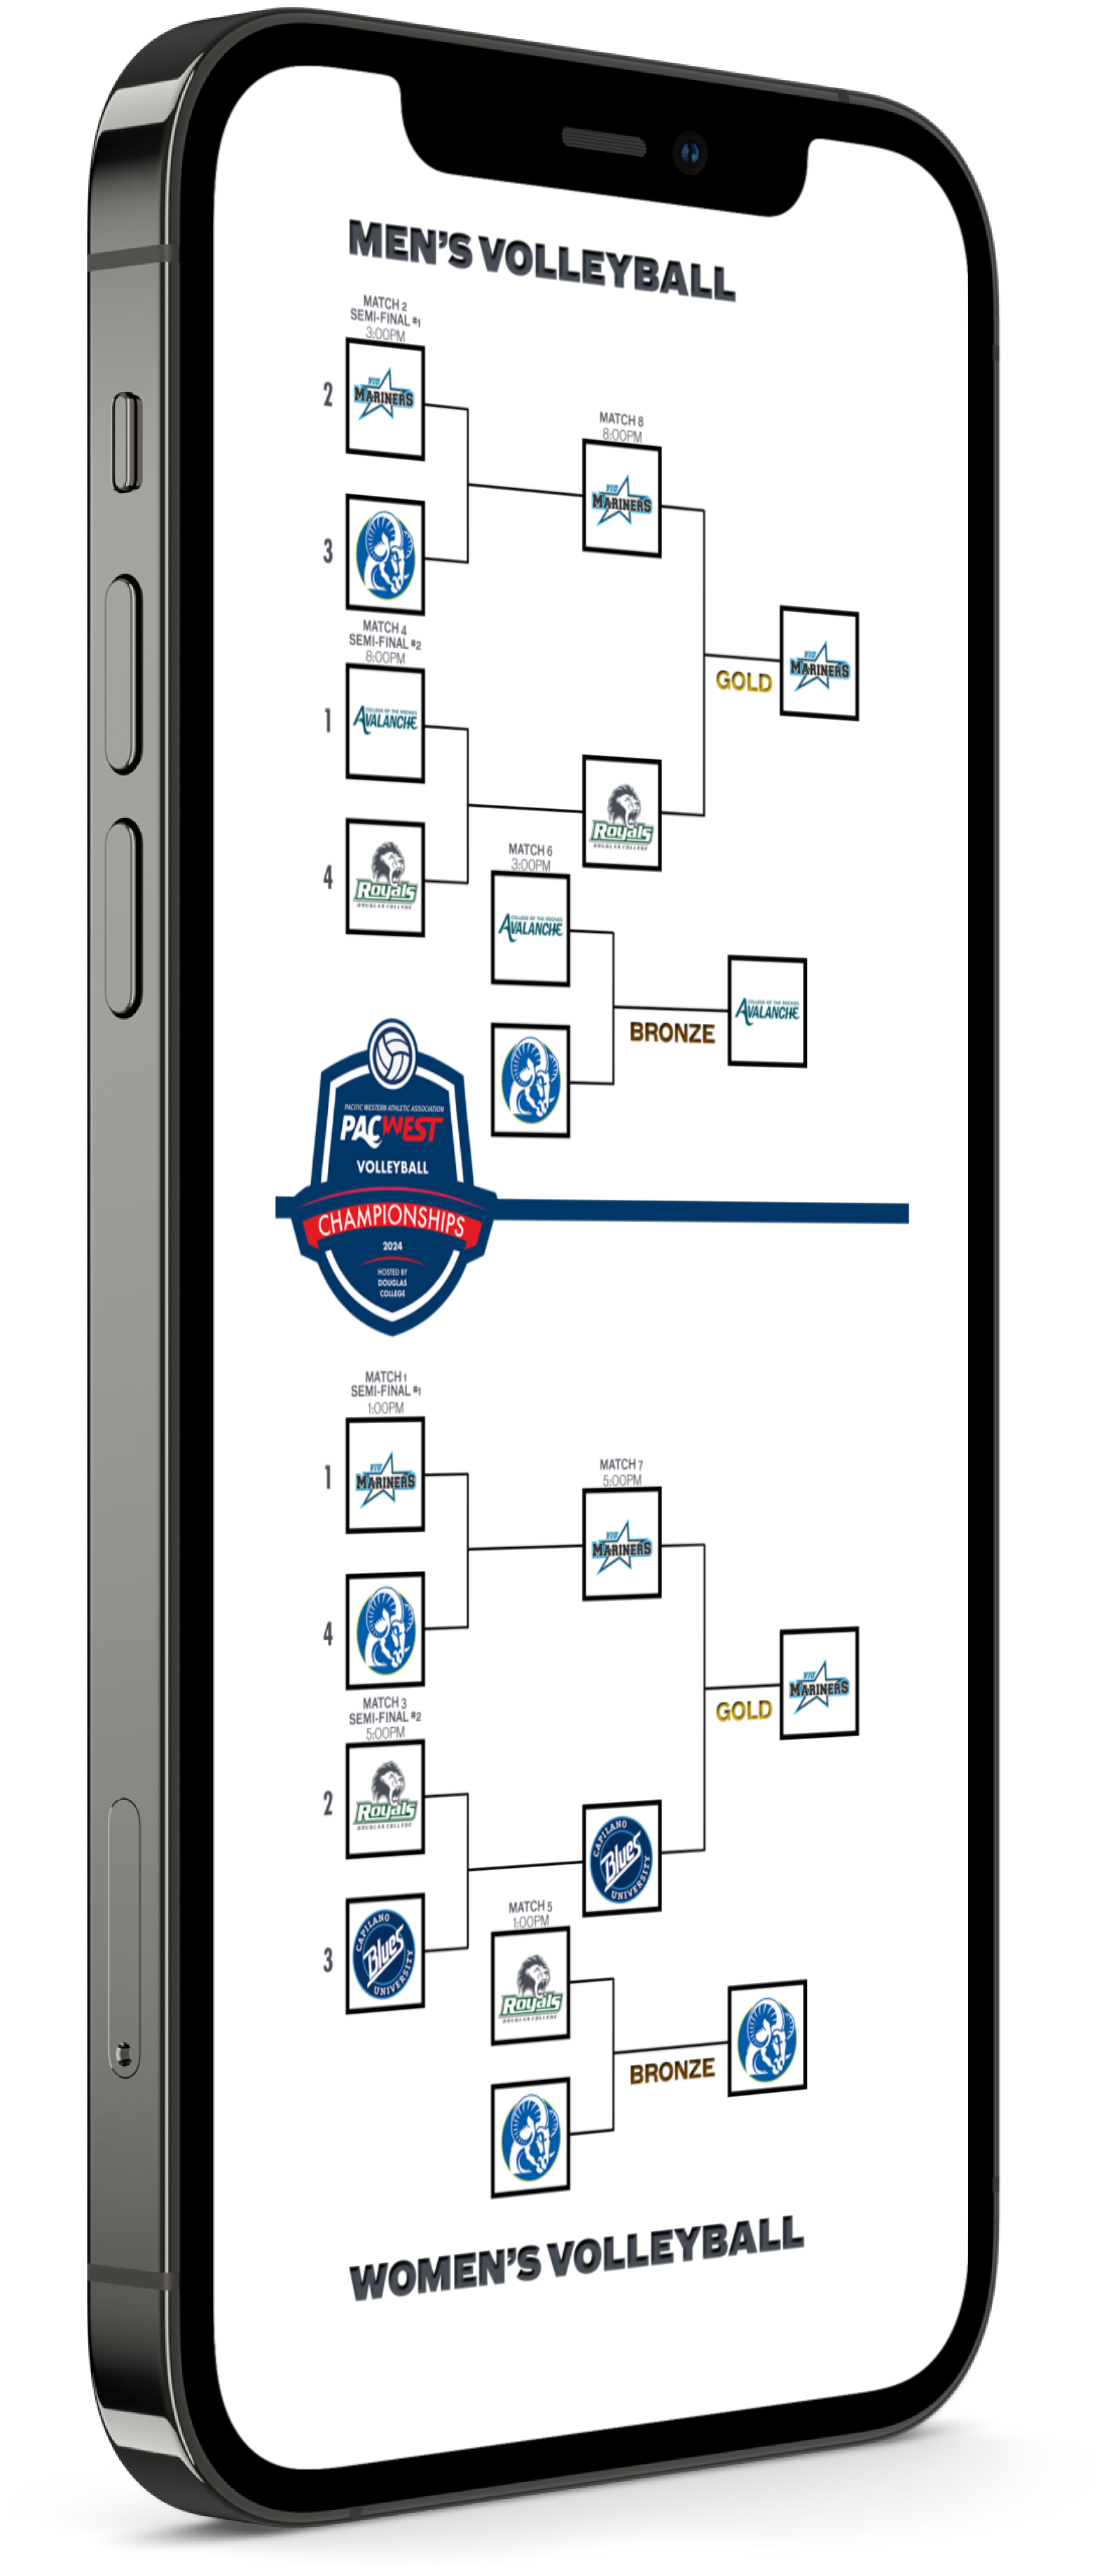 MEN'S VOLLEYBALL
MATCH 2
SEMI-FINAL #1
3:00PM
2
VIU
MARINERS
MATCH 8
8:00PM
VIU
MARINERS
3
VIU
MARINERS
GOLD
MATCH 4
SEMI-FINAL #2
8:00PM
1
COLLEGE OF THE ROCKIES
AVALANCHE
Royals
DOUGLAS COLLEGE
4
Royals
DOUGLAS COLLEGE
MATCH 6
3:00PM
COLLEGE OF THE ROCKIES
AVALANCHE
COLLEGE OF THE ROCKIES
AVALANCHE
BRONZE
PACIFIC WESTERN ATHLETIC ASSOCIATION
PACWEST
VOLLEYBALL
CHAMPIONSHIPS
2024
HOSTED BY
DOUGLAS
COLLEGE
MATCH 1
SEMI-FINAL #1
1:00PM
1
VIU
MARINERS
MATCH 7
5:00PM
VIU
MARINERS
4
VIU
MARINERS
GOLD
MATCH 3
SEMI-FINAL #2
5:00PM
2
Royals
DOUGLAS COLLEGE
CAPILANO
Blues
UNIVERSITY
3
CAPILANO
Blues
UNIVERSITY
MATCH 5
1:00PM
Royals
DOUGLAS COLLEGE
BRONZE
WOMEN'S VOLLEYBALL